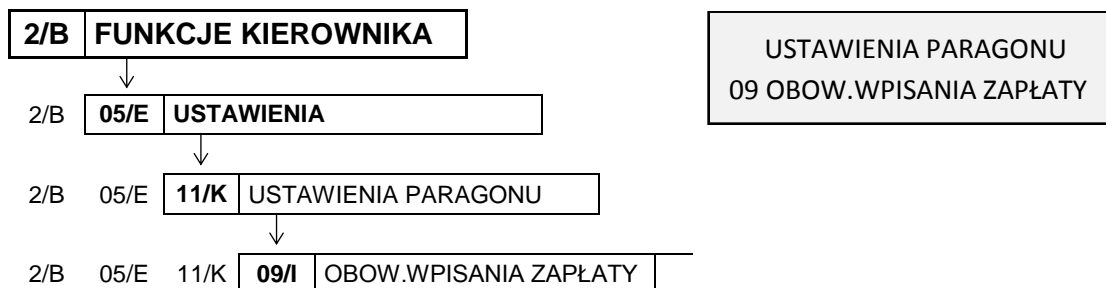 2/B FUNKCJE KIEROWNIKA
2/B 05/E USTAWIENIA
2/B 05/E 11/K USTAWIENIA PARAGONU
2/B 05/E 11/K 09/I OBOW.WPISANIA ZAPŁATY
USTAWIENIA PARAGONU
09 OBOW.WPISANIA ZAPŁATY